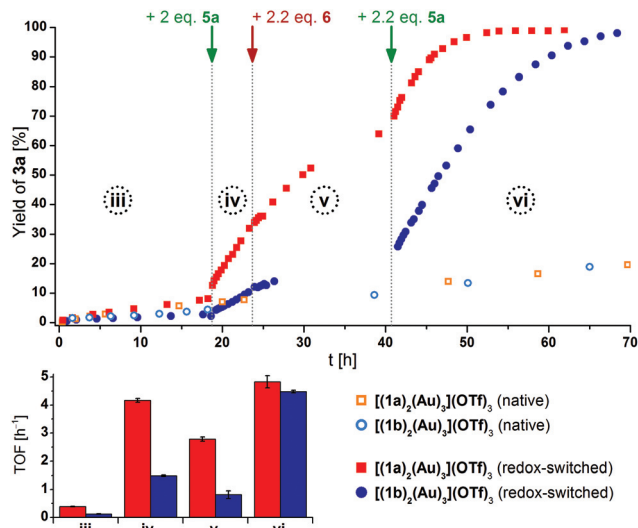 + 2 eq. 5a
+ 2.2 eq. 6
+ 2.2 eq. 5a
Yield of 3a [%]
100
90
80
70
60
50
40
30
20
10
0
iii
iv
v
vi
0
10
20
30
40
50
60
70
t [h]
TOF [h⁻¹]
5
4
3
2
1
0
iii
iv
v
vi
[(1a)₂(Au)₃](OTf)₃ (native)
[(1b)₂(Au)₃](OTf)₃ (native)
[(1a)₂(Au)₃](OTf)₃ (redox-switched)
[(1b)₂(Au)₃](OTf)₃ (redox-switched)